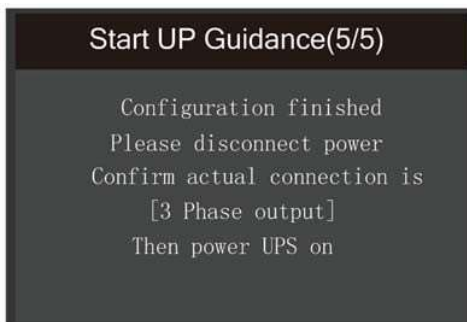 Start UP Guidance(5/5)
Configuration finished
Please disconnect power
Confirm actual connection is
[3 Phase output]
Then power UPS on